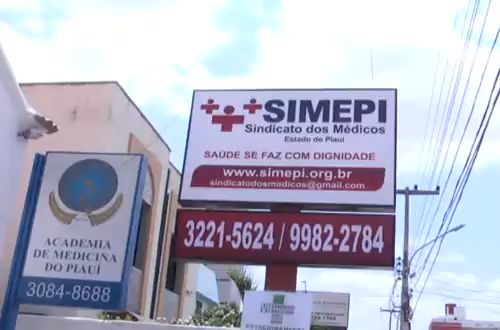 SIMEPI
Sindicato dos Médicos
Estado do Piauí
SAÚDE SE FAZ COM DIGNIDADE
www.simepi.org.br
sindicatodosmedicos@gmail.com
3221-5624 / 9982-2784
ACADEMIA
DE MEDICINA
DO PIAUÍ
3084-8688
ESTACIONAMENTO